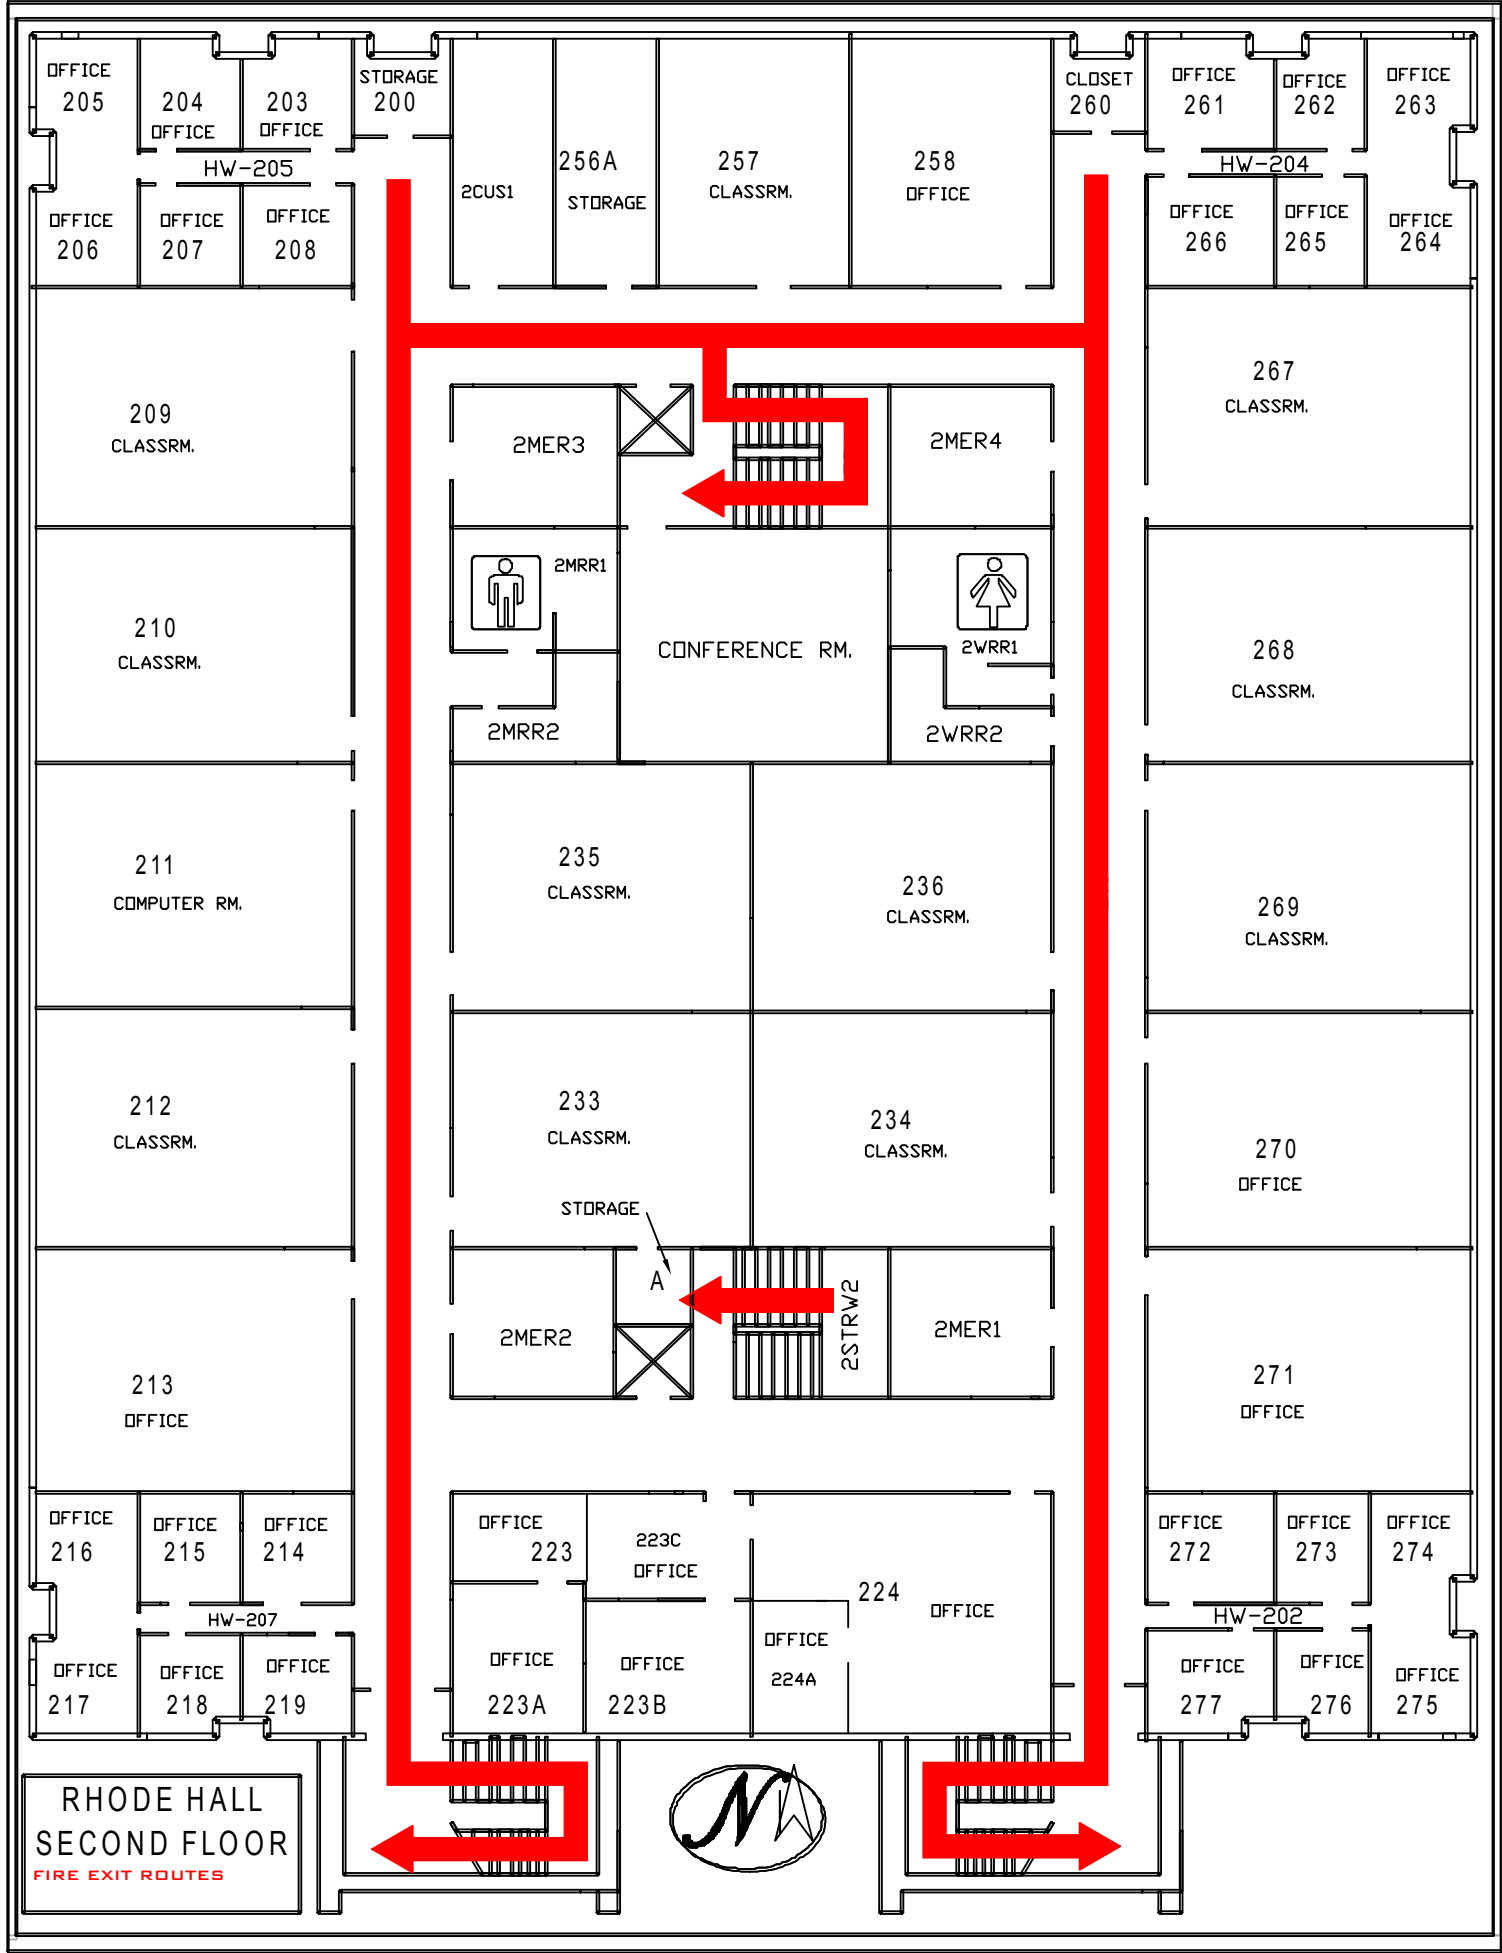 OFFICE
205
204
OFFICE
203
OFFICE
STORAGE
200
HW-205
OFFICE
206
OFFICE
207
OFFICE
208
2CUS1
256A
STORAGE
257
CLASSRM.
258
OFFICE
CLOSET
260
OFFICE
261
OFFICE
262
OFFICE
263
HW-204
OFFICE
266
OFFICE
265
OFFICE
264
209
CLASSRM.
2MER3
2MER4
267
CLASSRM.
210
CLASSRM.
2MRR1
CONFERENCE RM.
2WRR1
268
CLASSRM.
2MRR2
2WRR2
211
COMPUTER RM.
235
CLASSRM.
236
CLASSRM.
269
CLASSRM.
212
CLASSRM.
233
CLASSRM.
234
CLASSRM.
270
OFFICE
STORAGE
A
2MER2
2STRW2
2MER1
213
OFFICE
271
OFFICE
OFFICE
216
OFFICE
215
OFFICE
214
OFFICE
223
223C
OFFICE
224
OFFICE
OFFICE
272
OFFICE
273
OFFICE
274
HW-207
HW-202
OFFICE
217
OFFICE
218
OFFICE
219
OFFICE
223A
OFFICE
223B
OFFICE
224A
OFFICE
277
OFFICE
276
OFFICE
275
RHODE HALL
SECOND FLOOR
FIRE EXIT ROUTES
N